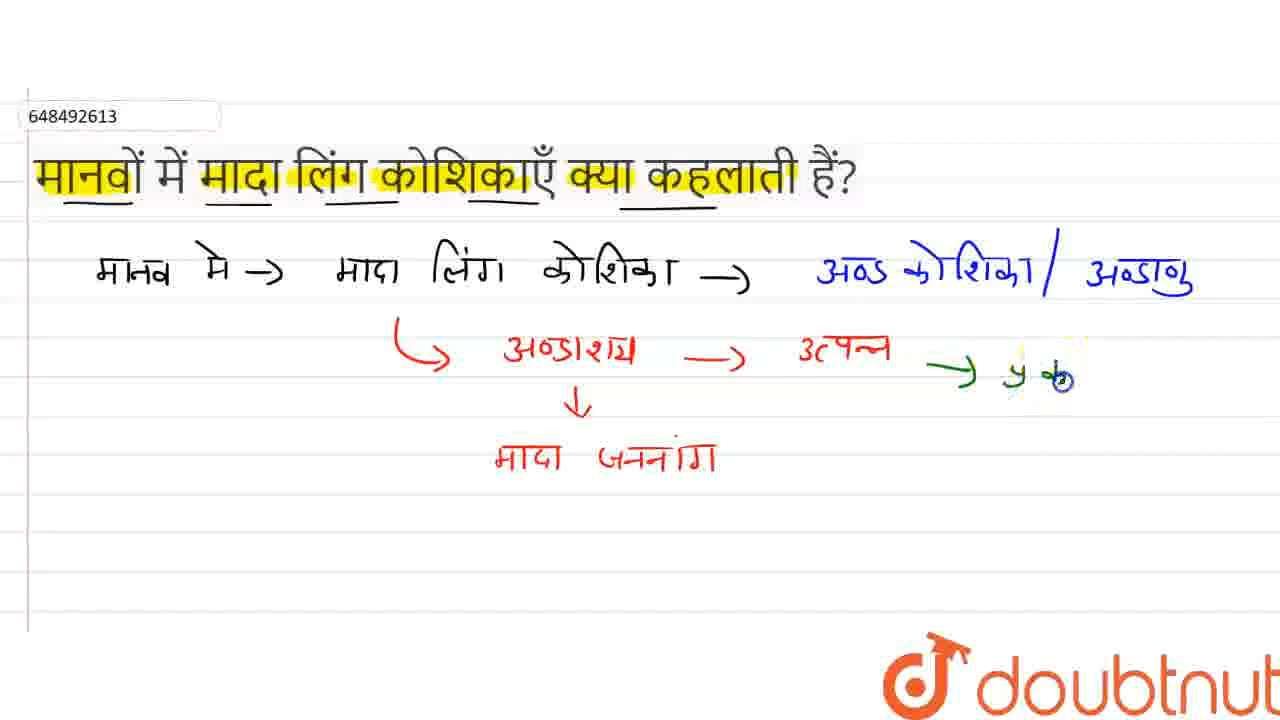 648492613
मानवों में मादा लिंग कोशिकाएँ क्या कहलाती हैं?
मानव मे → मादा लिंग कोशिका → अण्ड कोशिका / अण्डाणु
अण्डाशय → उत्पन्न →
मादा जननांग
doubtnut